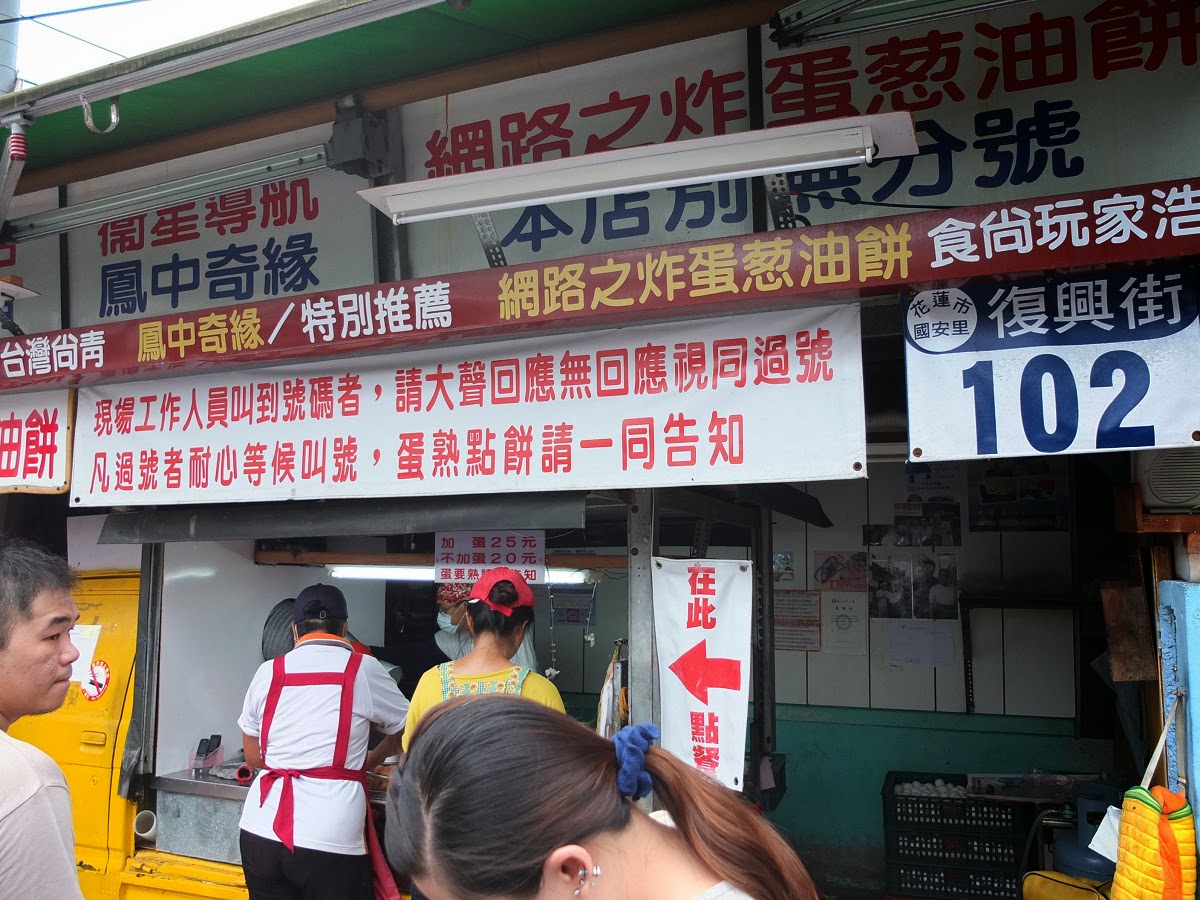 網路之炸蛋葱油餅
本店別無分號
衛星導航
鳳中奇緣
台灣尚青 鳳中奇緣/特別推薦 網路之炸蛋葱油餅 食尚玩家浩
油餅
現場工作人員叫到號碼者，請大聲回應無回應視同過號
凡過號者耐心等候叫號，蛋熟點餅請一同告知
花蓮市
國安里
復興街
102
加 蛋25元
不加蛋20元
在此
點餐